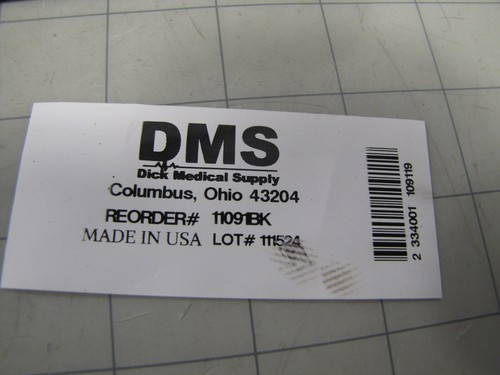 DMS
Dick Medical Supply
Columbus, Ohio 43204
REORDER# 11091BK
MADE IN USA LOT# 111524
2 334001 109119